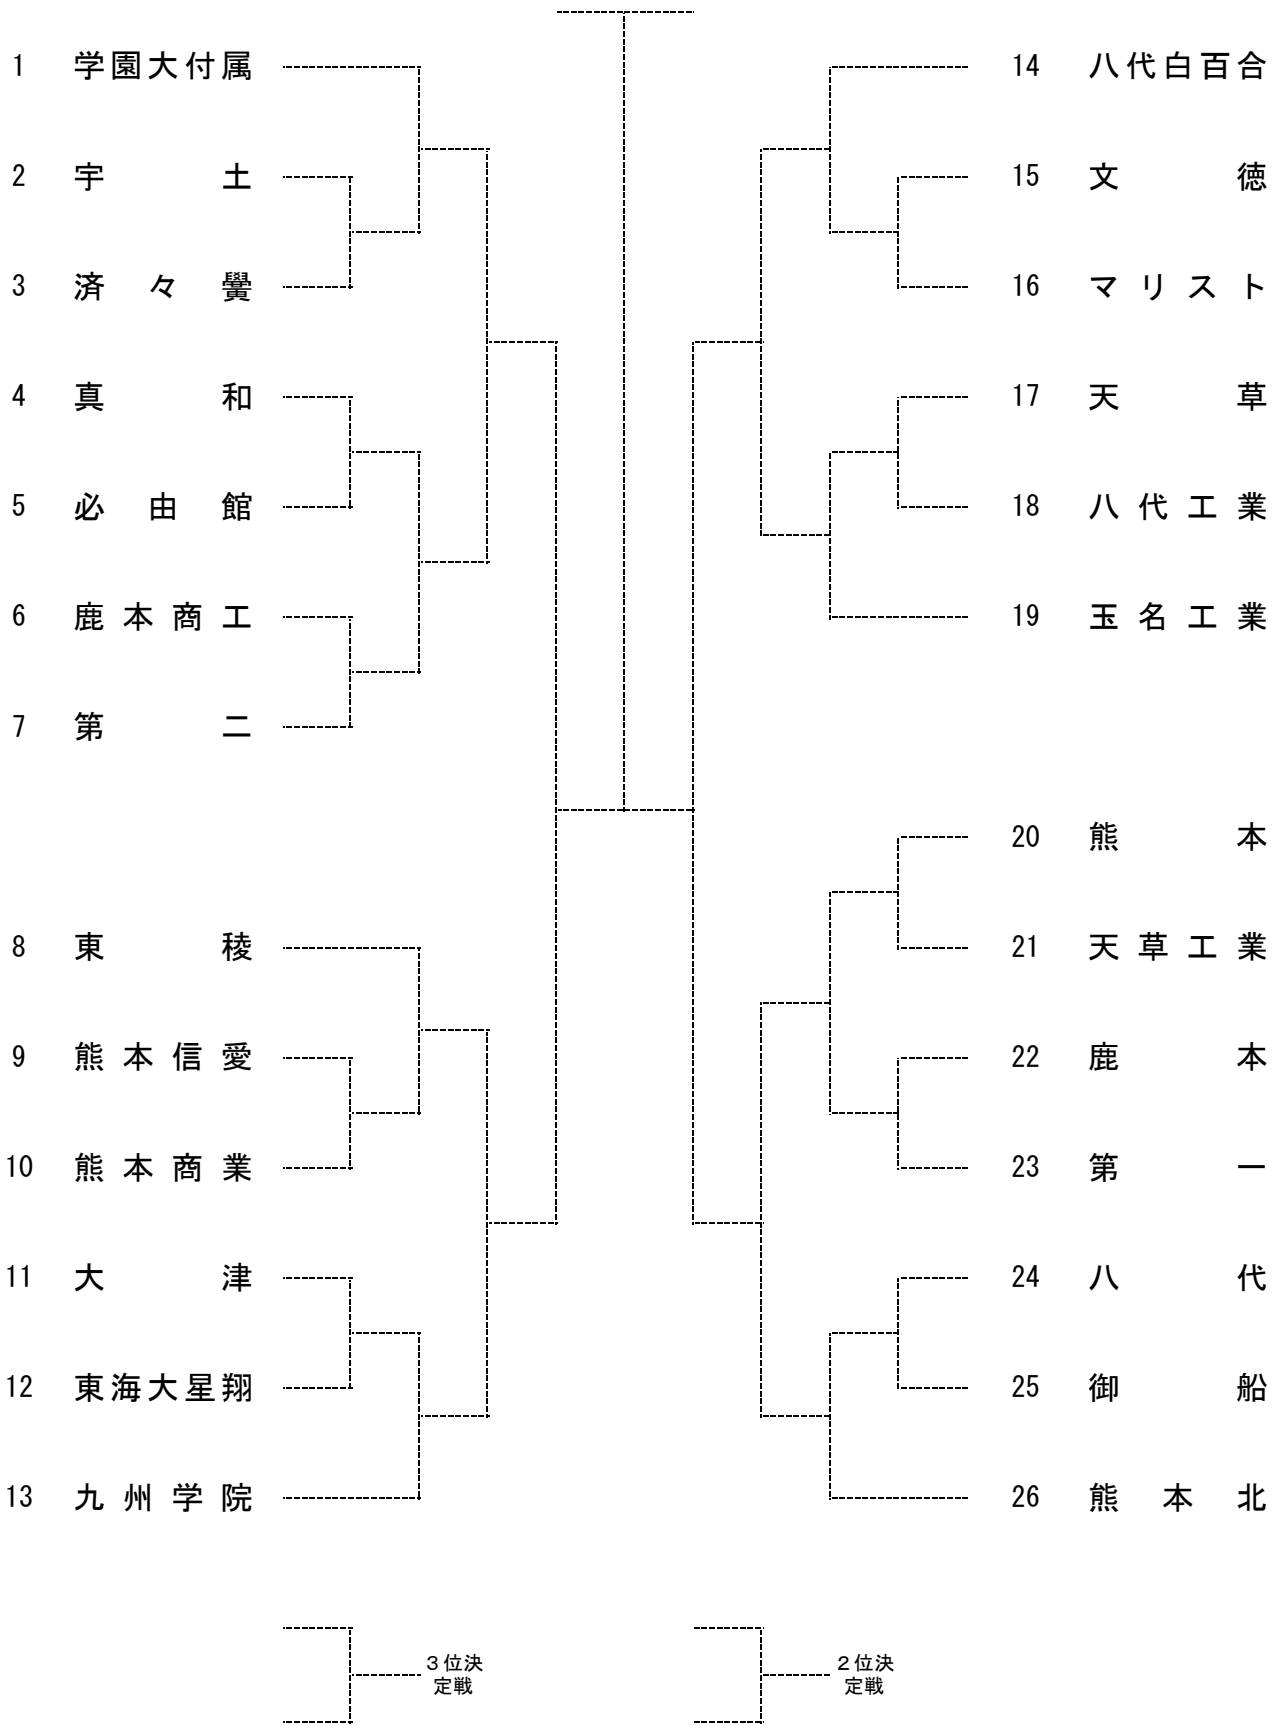 1 学園大付属
2 宇土
3 済々黌
4 真和
5 必由館
6 鹿本商工
7 第二
8 東稜
9 熊本信愛
10 熊本商業
11 大津
12 東海大星翔
13 九州学院
14 八代白百合
15 文徳
16 マリスト
17 天草
18 八代工業
19 玉名工業
20 熊本
21 天草工業
22 鹿本
23 第一
24 八代
25 御船
26 熊本北
3位決
定戦
2位決
定戦